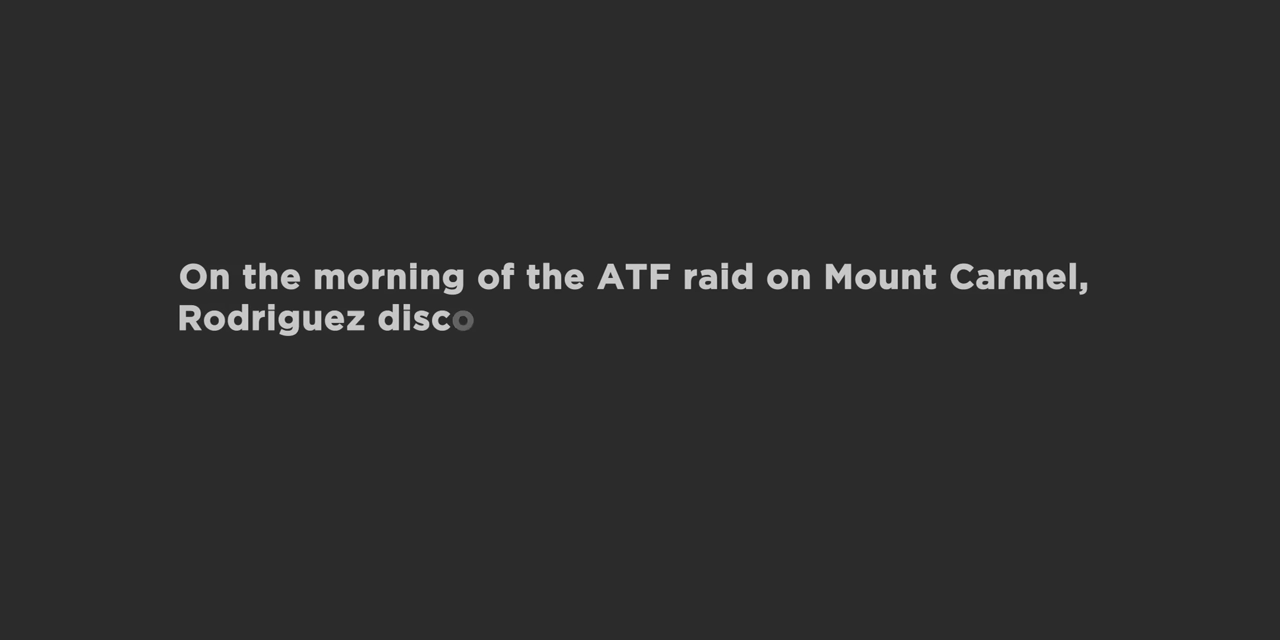 On the morning of the ATF raid on Mount Carmel,
Rodriguez disco